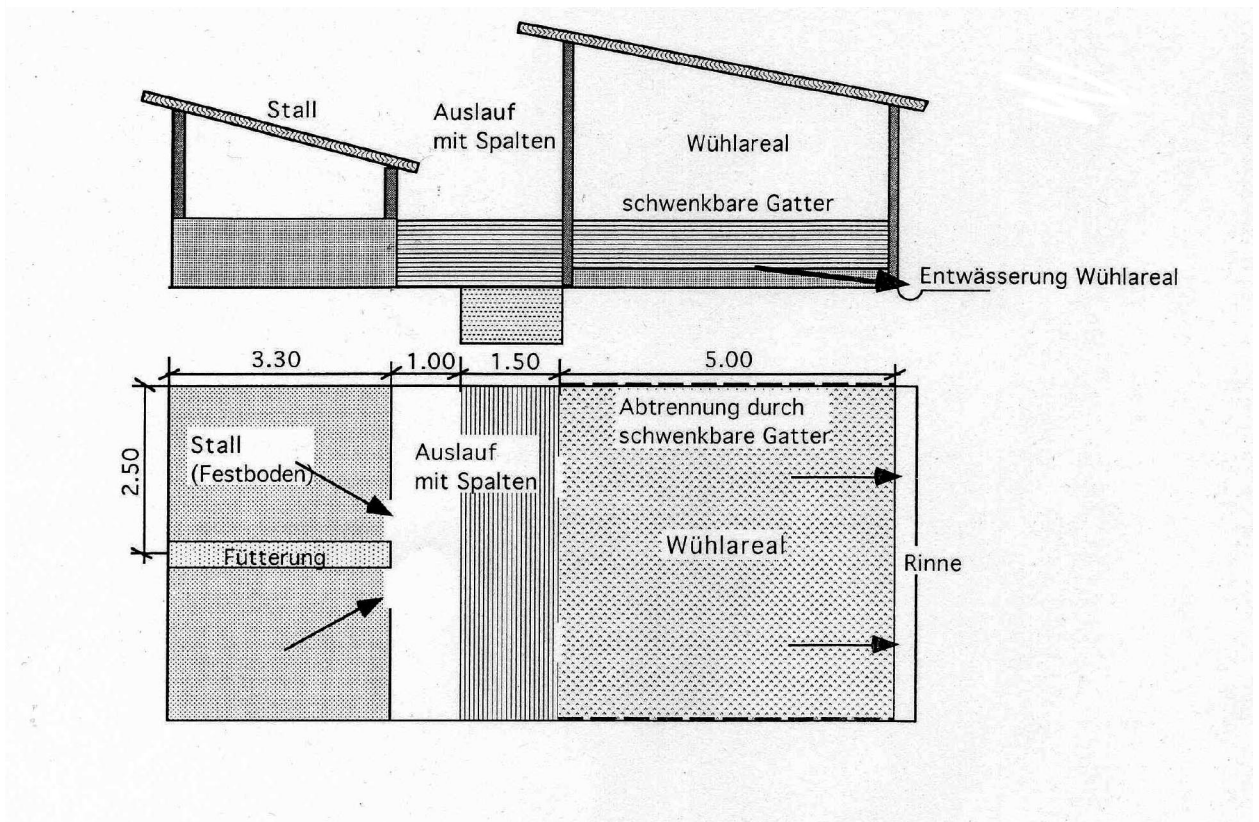 Stall
Auslauf
mit Spalten
Wühlareal
schwenkbare Gatter
Entwässerung Wühlareal
3.30
1.00
1.50
5.00
2.50
Stall
(Festboden)
Auslauf
mit Spalten
Abtrennung durch
schwenkbare Gatter
Wühlareal
Fütterung
Rinne